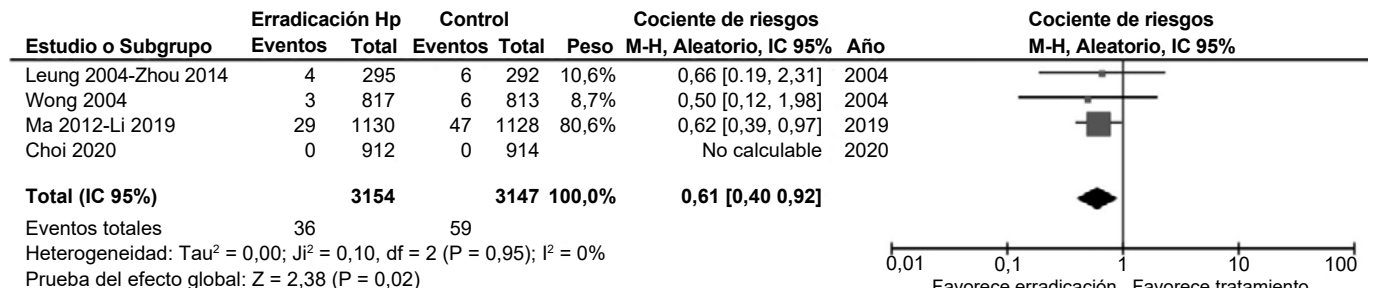 Erradicación Hp Control Cociente de riesgos Cociente de riesgos
Estudio o Subgrupo Eventos Total Eventos Total Peso M-H, Aleatorio, IC 95% Año M-H, Aleatorio, IC 95%
Leung 2004-Zhou 2014 4 295 6 292 10,6% 0,66 [0.19, 2,31] 2004
Wong 2004 3 817 6 813 8,7% 0,50 [0,12, 1,98] 2004
Ma 2012-Li 2019 29 1130 47 1128 80,6% 0,62 [0,39, 0,97] 2019
Choi 2020 0 912 0 914 No calculable 2020
Total (IC 95%) 3154 3147 100,0% 0,61 [0,40 0,92]
Eventos totales 36 59
Heterogeneidad: Tau² = 0,00; Ji² = 0,10, df = 2 (P = 0,95); I² = 0%
Prueba del efecto global: Z = 2,38 (P = 0,02)
0,01 0,1 1 10 100
Favorece erradicación Favorece tratamiento